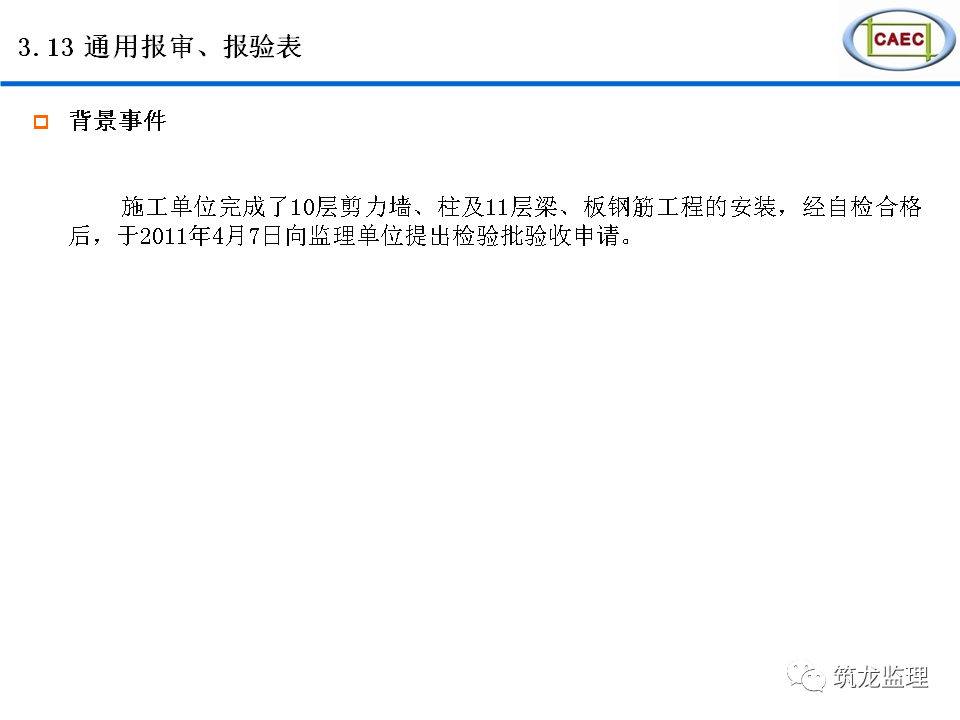 3.13 通用报审、报验表
CAEC
背景事件
施工单位完成了10层剪力墙、柱及11层梁、板钢筋工程的安装，经自检合格
后，于2011年4月7日向监理单位提出检验批验收申请。
筑龙监理